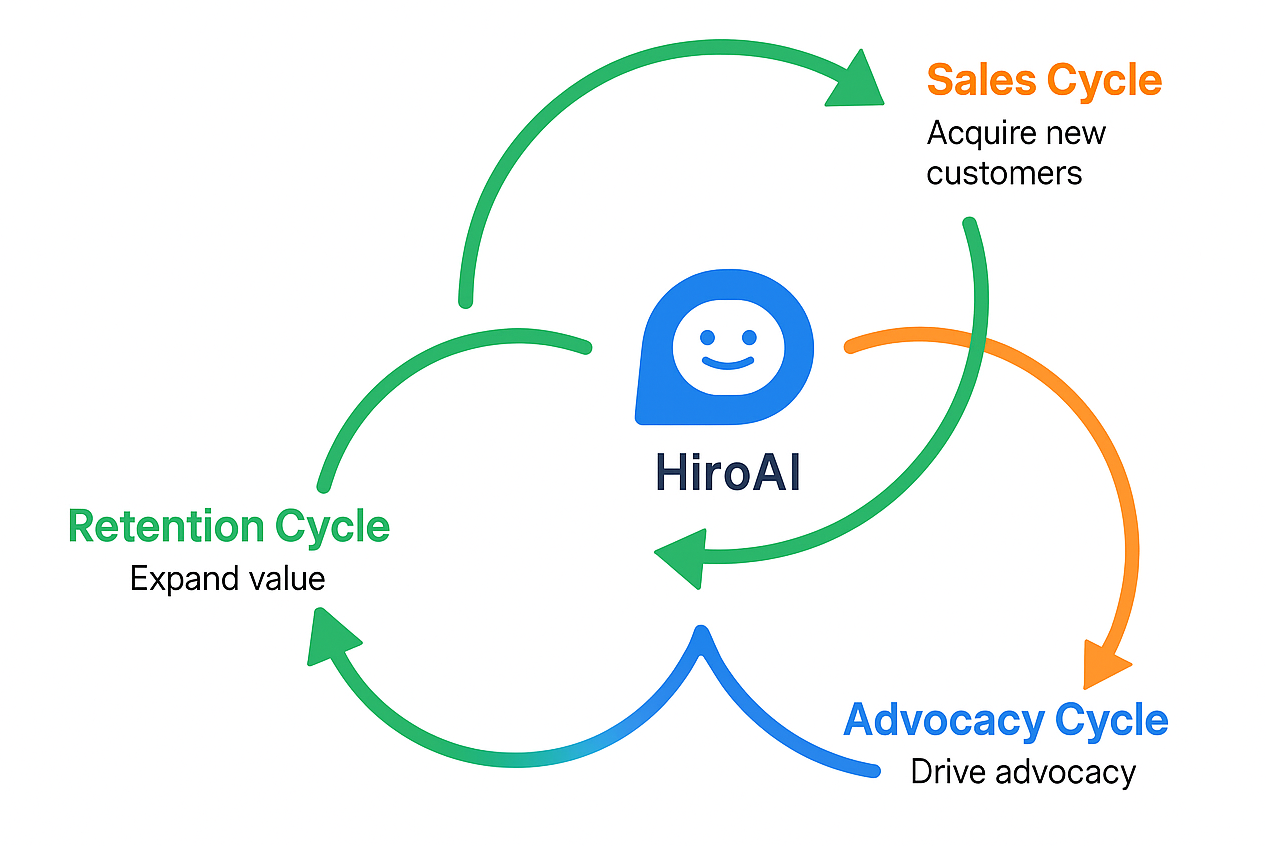 Sales Cycle
Acquire new
customers
HiroAI
Retention Cycle
Expand value
Advocacy Cycle
Drive advocacy